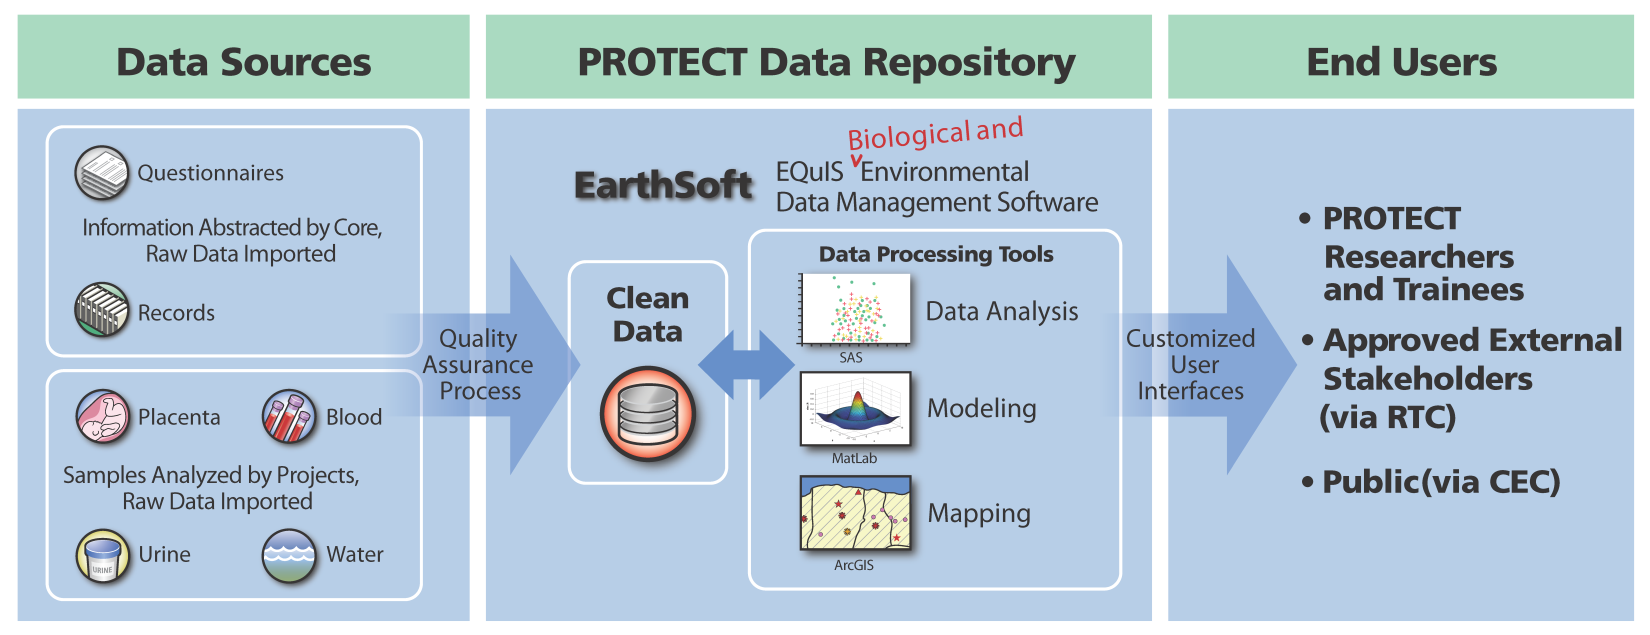 Data Sources
PROTECT Data Repository
End Users
Questionnaires
Information Abstracted by Core,
Raw Data Imported
Records
Placenta
Blood
Samples Analyzed by Projects,
Raw Data Imported
Urine
URINE
Water
Quality
Assurance
Process
EarthSoft
Biological and
EQuIS Environmental
Data Management Software
Clean
Data
Data Processing Tools
Data Analysis
SAS
Modeling
MatLab
Mapping
ArcGIS
Customized
User
Interfaces
• PROTECT
Researchers
and Trainees
• Approved External
Stakeholders
(via RTC)
• Public (via CEC)